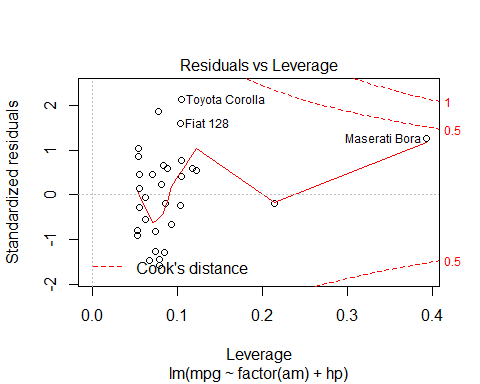 Residuals vs Leverage
Standardized residuals
2
1
0
-1
-2
Toyota Corolla
Fiat 128
Maserati Bora
1
0.5
0.5
Cook's distance
0.0
0.1
0.2
0.3
0.4
Leverage
lm(mpg ~ factor(am) + hp)